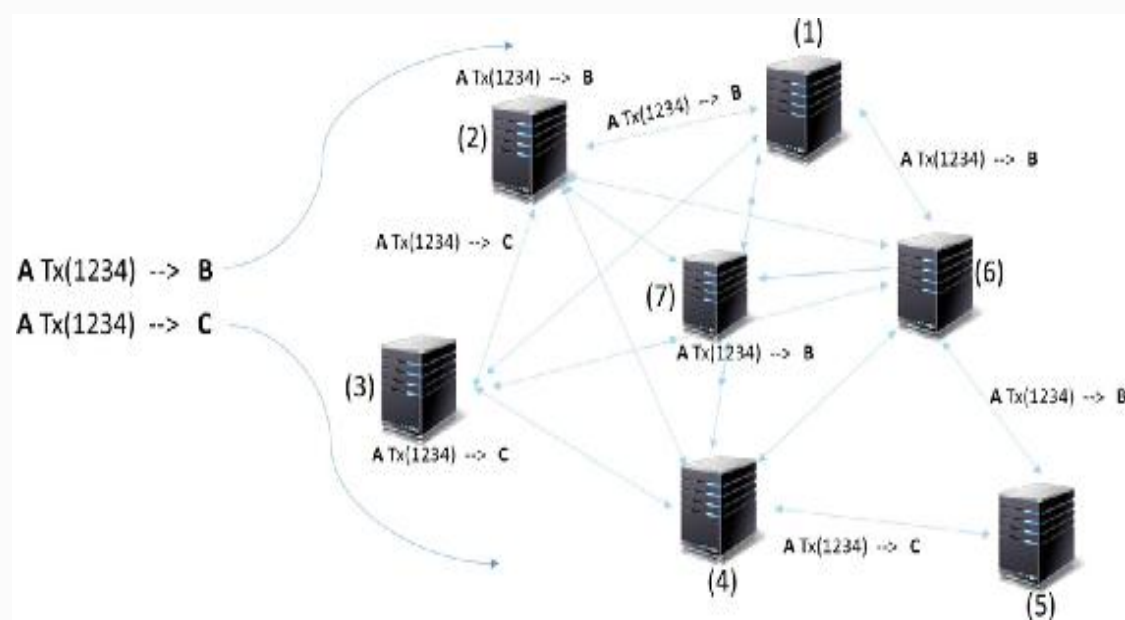 (1)
A Tx(1234) --> B
(2)
A Tx(1234) --> B
A Tx(1234) --> B
A Tx(1234) --> C
A Tx(1234) --> B
A Tx(1234) --> C
(7)
(6)
A Tx(1234) --> B
(3)
A Tx(1234) --> B
A Tx(1234) --> C
A Tx(1234) --> C
(4)
(5)